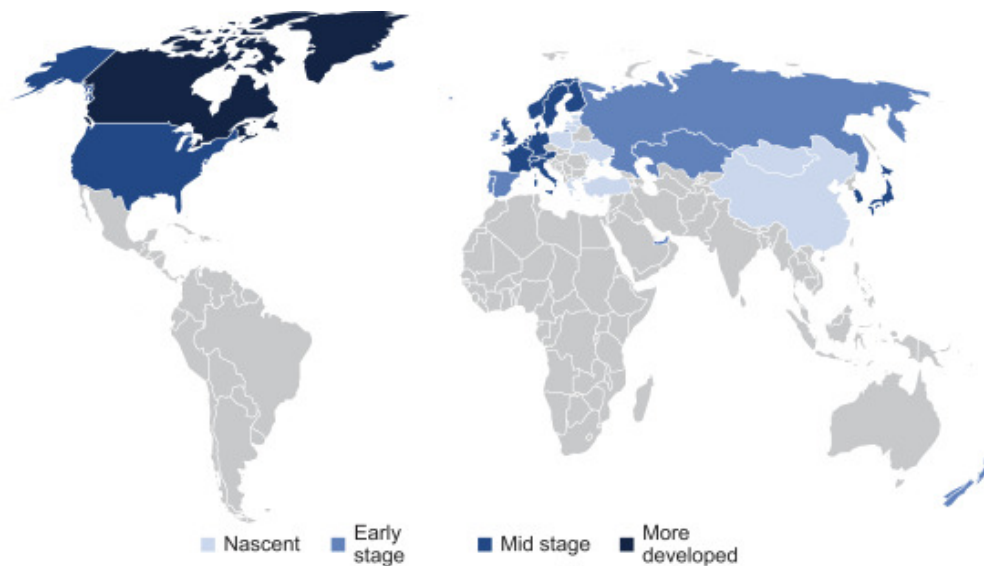 Nascent
Early
stage
Mid stage
More
developed